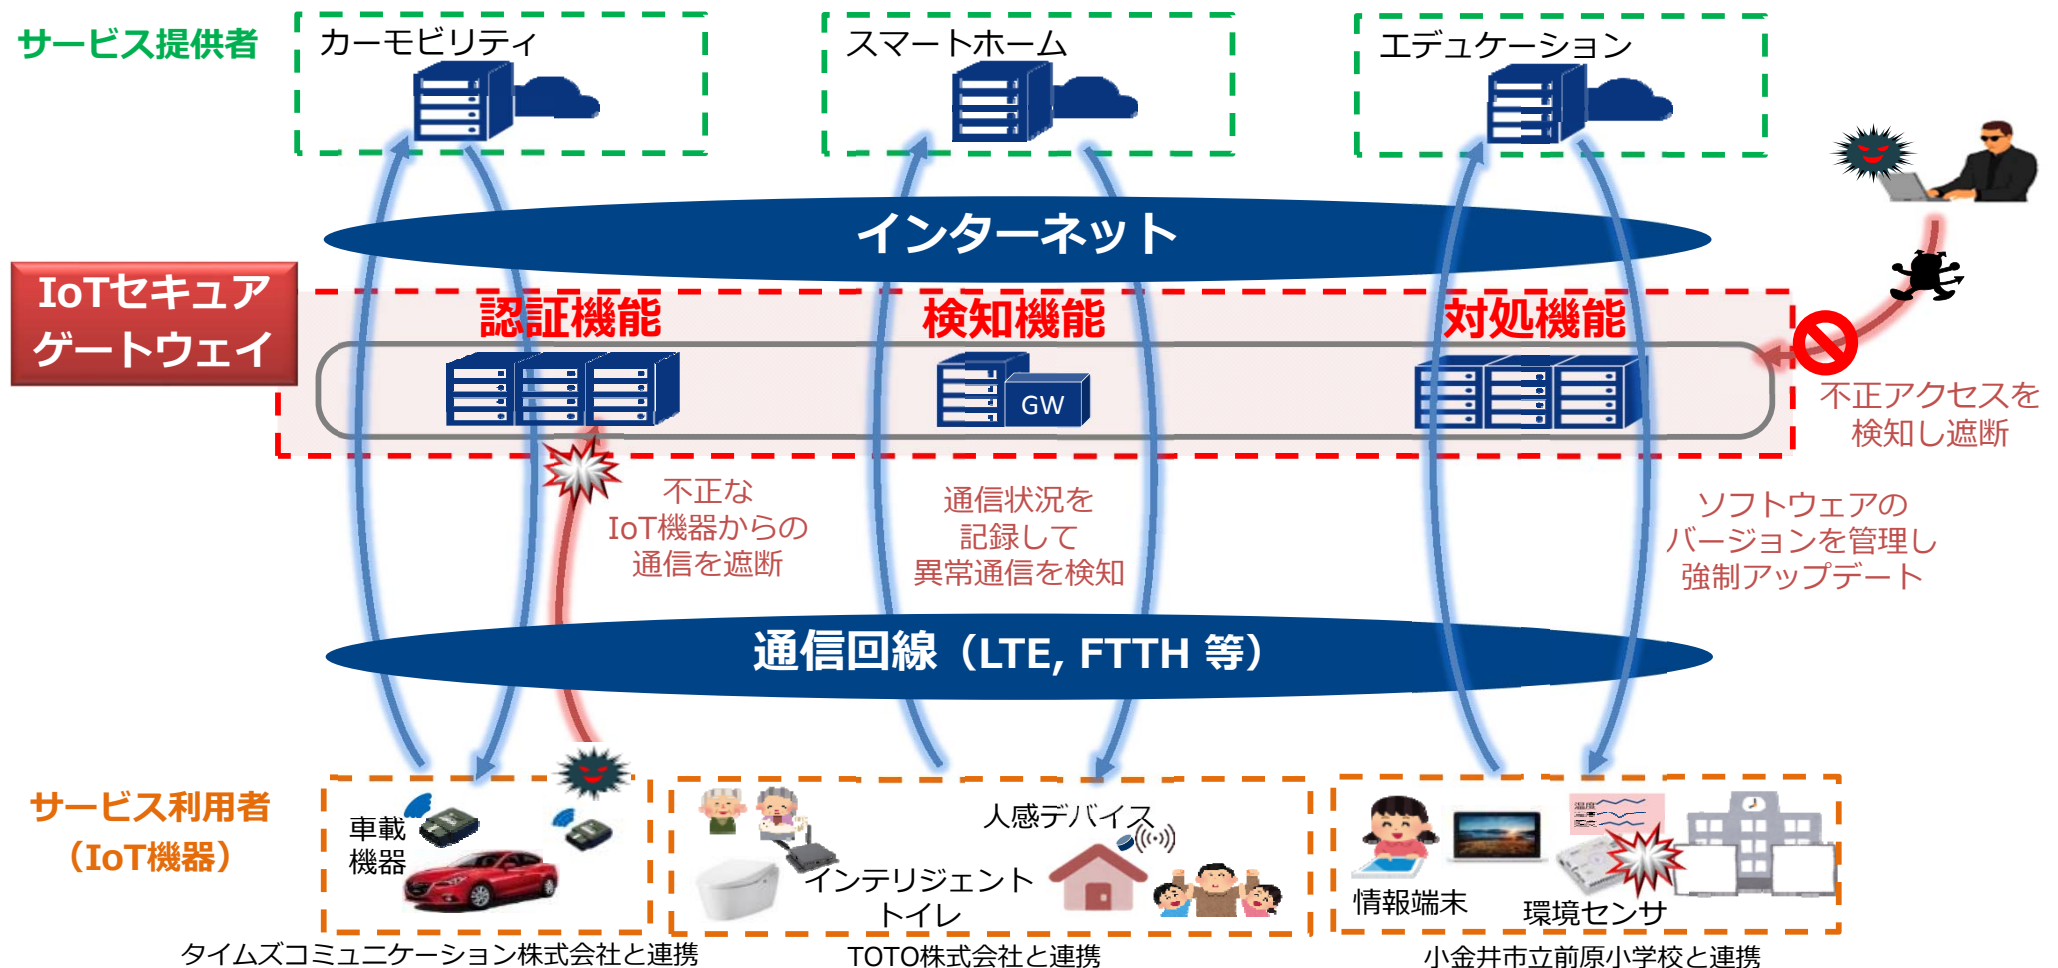 サービス提供者
カーモビリティ
スマートホーム
エデュケーション
インターネット
IoTセキュア
ゲートウェイ
認証機能
検知機能
対処機能
GW
不正アクセスを
検知し遮断
不正な
IoT機器からの
通信を遮断
通信状況を
記録して
異常通信を検知
ソフトウェアの
バージョンを管理し
強制アップデート
通信回線（LTE, FTTH 等）
サービス利用者
（IoT機器）
車載
機器
人感デバイス
インテリジェント
トイレ
温度
情報端末
環境センサ
タイムズコミュニケーション株式会社と連携
TOTO株式会社と連携
小金井市立前原小学校と連携